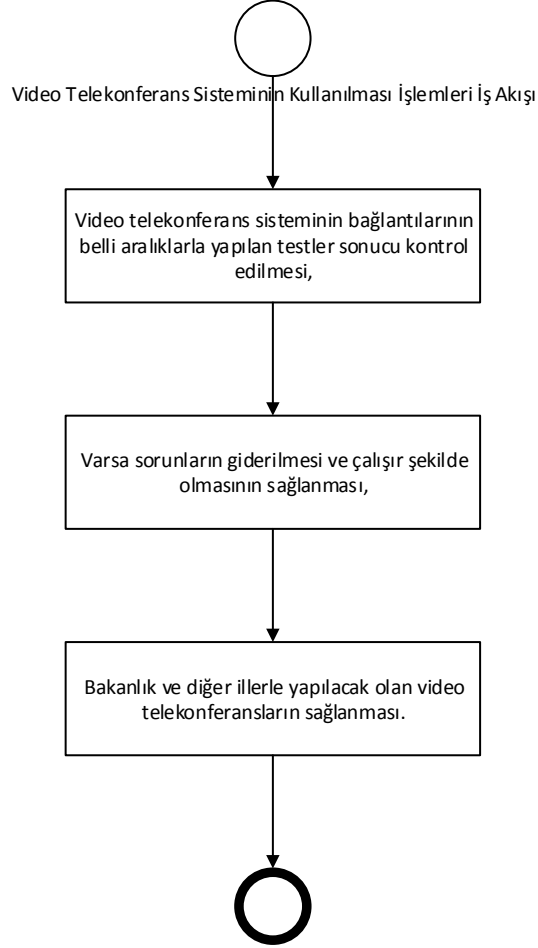 Video Telekonferans Sisteminin Kullanılması İşlemleri İş Akışı
Video telekonferans sisteminin bağlantılarının
belli aralıklarla yapılan testler sonucu kontrol
edilmesi,
Varsa sorunların giderilmesi ve çalışır şekilde
olmasının sağlanması,
Bakanlık ve diğer illerle yapılacak olan video
telekonferansların sağlanması.